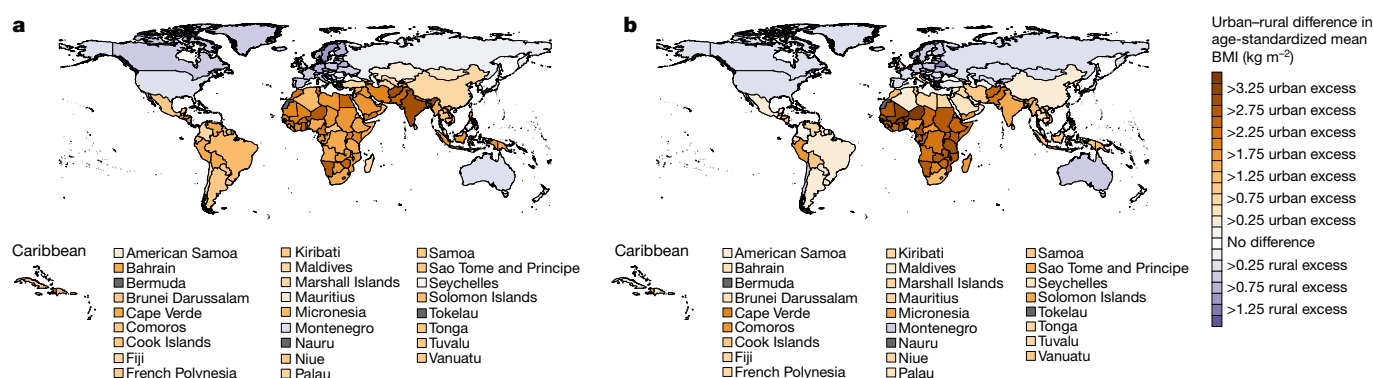 a
Caribbean
American Samoa
Bahrain
Bermuda
Brunei Darussalam
Cape Verde
Comoros
Cook Islands
Fiji
French Polynesia
Kiribati
Maldives
Marshall Islands
Mauritius
Micronesia
Montenegro
Nauru
Niue
Palau
Samoa
Sao Tome and Principe
Seychelles
Solomon Islands
Tokelau
Tonga
Tuvalu
Vanuatu
b
Caribbean
American Samoa
Bahrain
Bermuda
Brunei Darussalam
Cape Verde
Comoros
Cook Islands
Fiji
French Polynesia
Kiribati
Maldives
Marshall Islands
Mauritius
Micronesia
Montenegro
Nauru
Niue
Palau
Samoa
Sao Tome and Principe
Seychelles
Solomon Islands
Tokelau
Tonga
Tuvalu
Vanuatu
Urban–rural difference in
age-standardized mean
BMI (kg m⁻²)
>3.25 urban excess
>2.75 urban excess
>2.25 urban excess
>1.75 urban excess
>1.25 urban excess
>0.75 urban excess
>0.25 urban excess
No difference
>0.25 rural excess
>0.75 rural excess
>1.25 rural excess